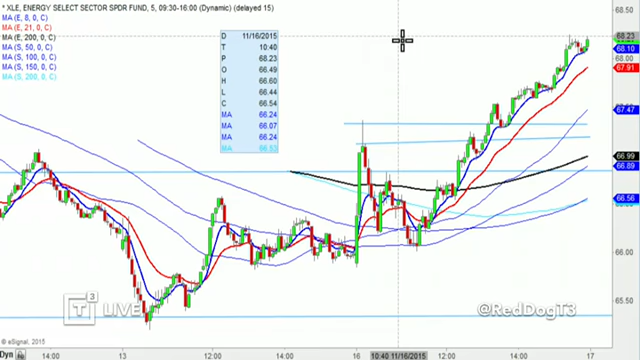 * XLE, ENERGY SELECT SECTOR SPDR FUND, 5, 09:30-16:00 (Dynamic) (delayed 15)
MA (E, 8, 0, C)
MA (E, 21, 0, C)
MA (E, 200, 0, C)
MA (S, 50, 0, C)
MA (S, 100, 0, C)
MA (S, 150, 0, C)
MA (S, 200, 0, C)
D 11/16/2015
T 10:40
P 68.23
O 66.49
H 66.60
L 66.44
C 66.54
MA 66.24
MA 66.07
MA 66.24
MA 66.83
68.50
68.23
68.10
68.00
67.91
67.47
66.99
66.89
66.56
66.00
65.50
T3 LIVE
@RedDogT3
© eSignal, 2015
Dyn 14:00 13 12:00 14:00 16 10:40 11/16/2015 12:00 14:00 17